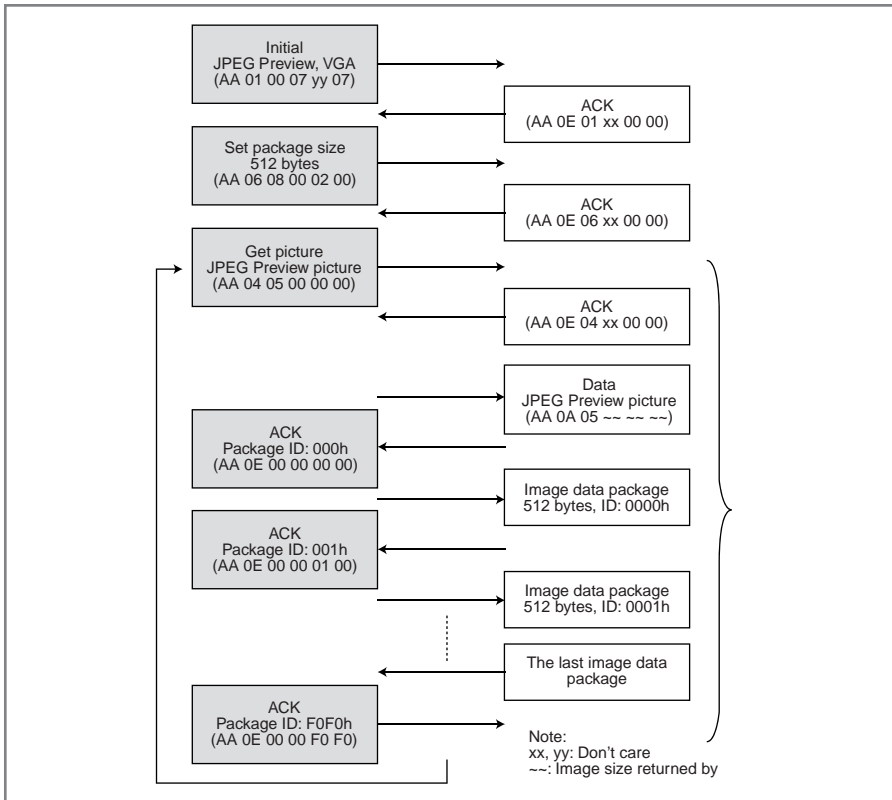 Initial
JPEG Preview, VGA
(AA 01 00 07 yy 07)
ACK
(AA 0E 01 xx 00 00)
Set package size
512 bytes
(AA 06 08 00 02 00)
ACK
(AA 0E 06 xx 00 00)
Get picture
JPEG Preview picture
(AA 04 05 00 00 00)
ACK
(AA 0E 04 xx 00 00)
Data
JPEG Preview picture
(AA 0A 05 ~~ ~~ ~~)
ACK
Package ID: 000h
(AA 0E 00 00 00 00)
Image data package
512 bytes, ID: 0000h
ACK
Package ID: 001h
(AA 0E 00 00 01 00)
Image data package
512 bytes, ID: 0001h
The last image data
package
ACK
Package ID: F0F0h
(AA 0E 00 00 F0 F0)
Note:
xx, yy: Don't care
~~: Image size returned by